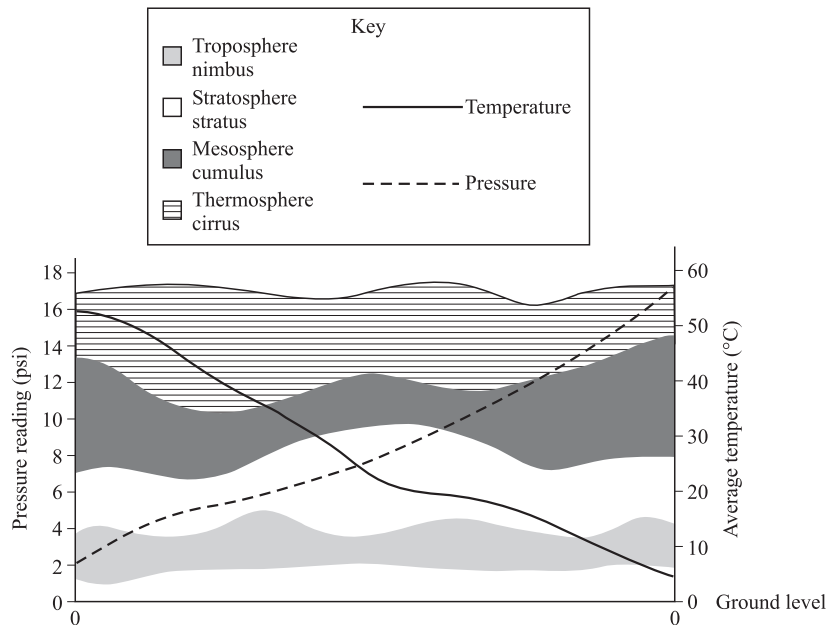 Key
Troposphere
nimbus
Stratosphere
stratus
Mesosphere
cumulus
Thermosphere
cirrus
Temperature
Pressure
Pressure reading (psi)
18
16
14
12
10
8
6
4
2
0
60
50
40
30
20
10
0
Average temperature (°C)
Ground level
0
0